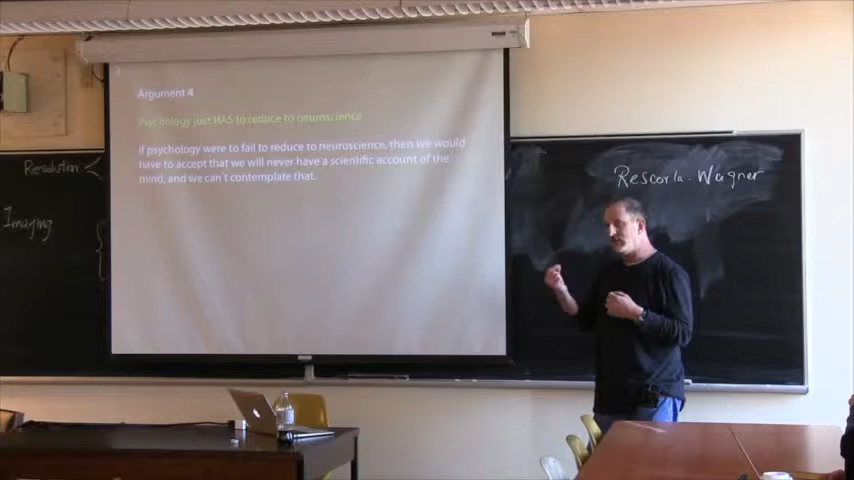 Argument 4
Psychology just HAS to reduce to neuroscience
If psychology were to fail to reduce to neuroscience, then we would
have to accept that we will never have a scientific account of the
mind, and we can't contemplate that.
Resolution
Imaging
Rescorla-Wagner